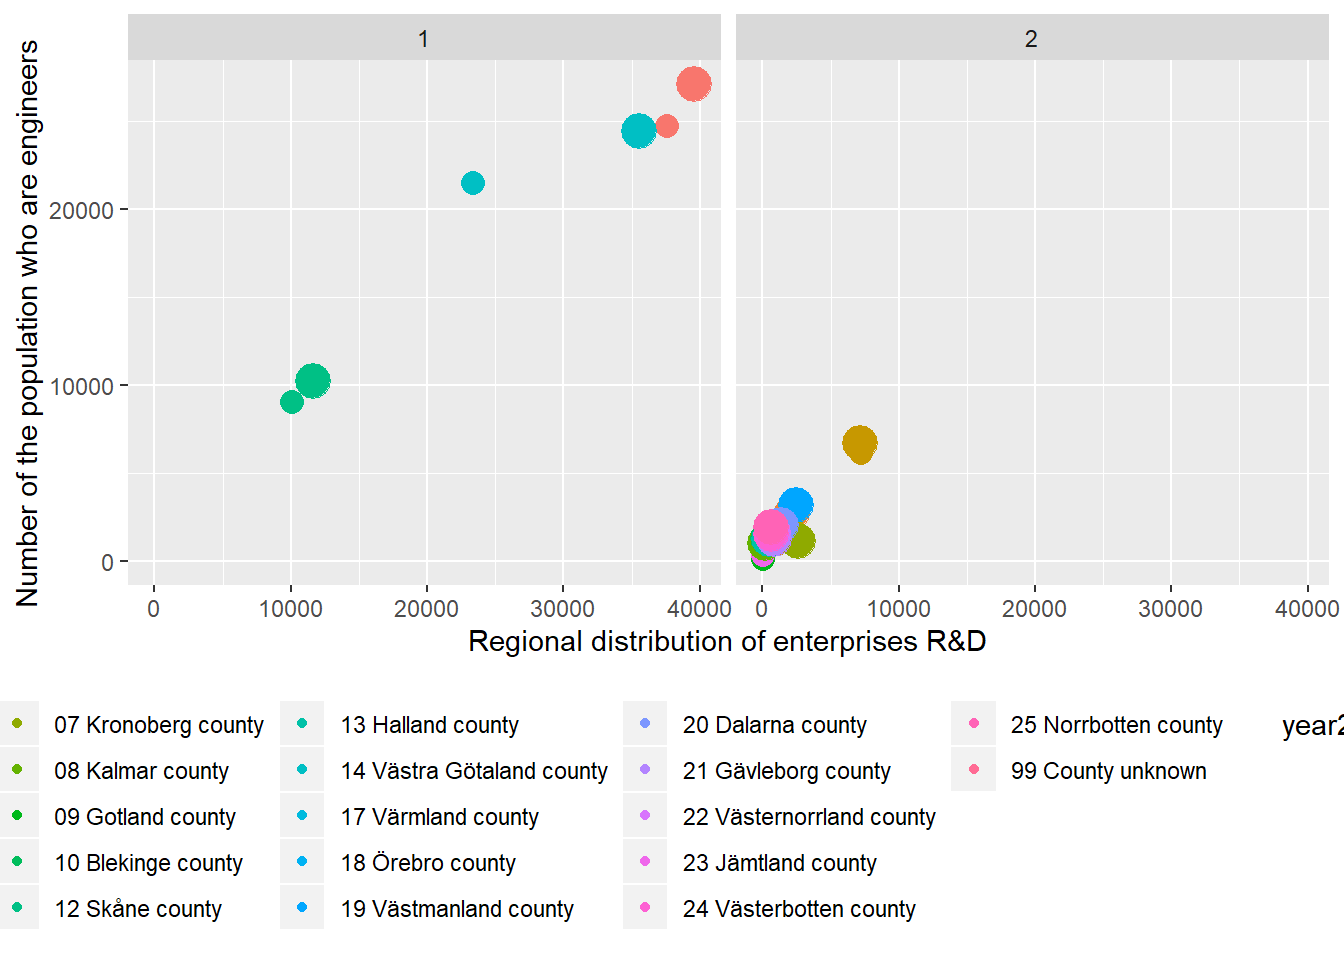 1 2
Number of the population who are engineers
20000
10000
0
0 10000 20000 30000 40000 0 10000 20000 30000 40000
Regional distribution of enterprises R&D
07 Kronoberg county 13 Halland county 20 Dalarna county 25 Norrbotten county year2
08 Kalmar county 14 Västra Götaland county 21 Gävleborg county 99 County unknown
09 Gotland county 17 Värmland county 22 Västernorrland county
10 Blekinge county 18 Örebro county 23 Jämtland county
12 Skåne county 19 Västmanland county 24 Västerbotten county